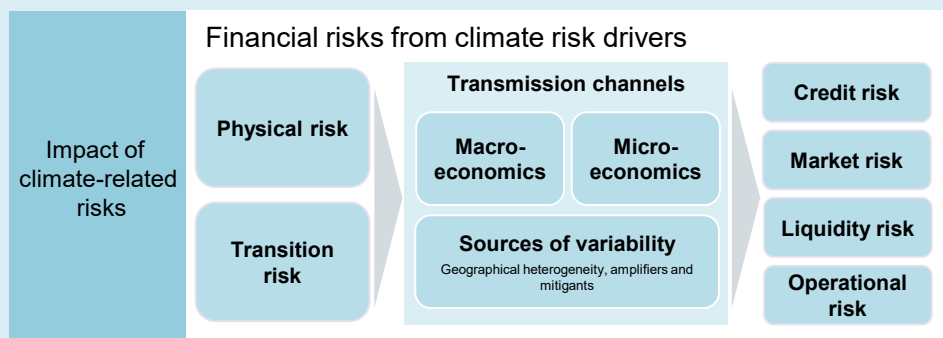 Financial risks from climate risk drivers
Impact of
climate-related
risks
Physical risk
Transition
risk
Transmission channels
Macro-
economics
Micro-
economics
Sources of variability
Geographical heterogeneity, amplifiers and
mitigants
Credit risk
Market risk
Liquidity risk
Operational
risk